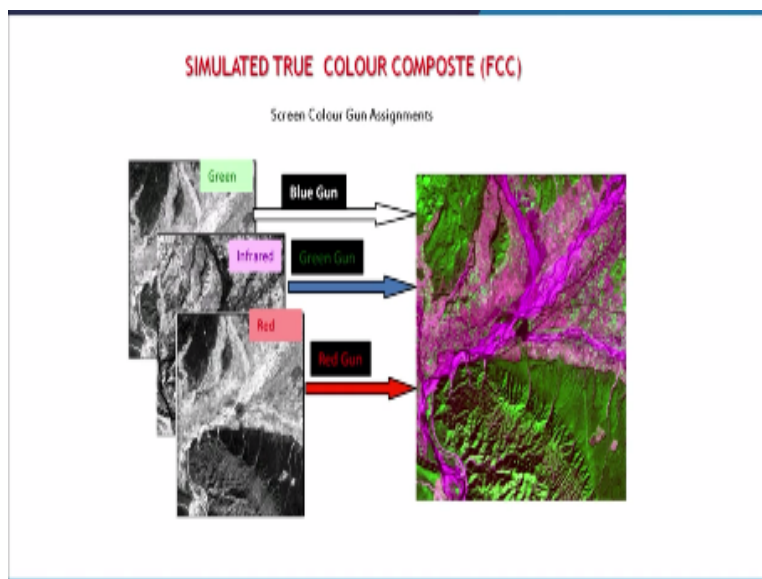 SIMULATED TRUE COLOUR COMPOSTE (FCC)
Screen Colour Gun Assignments
Green
Blue Gun
Infrared
Green Gun
Red
Red Gun